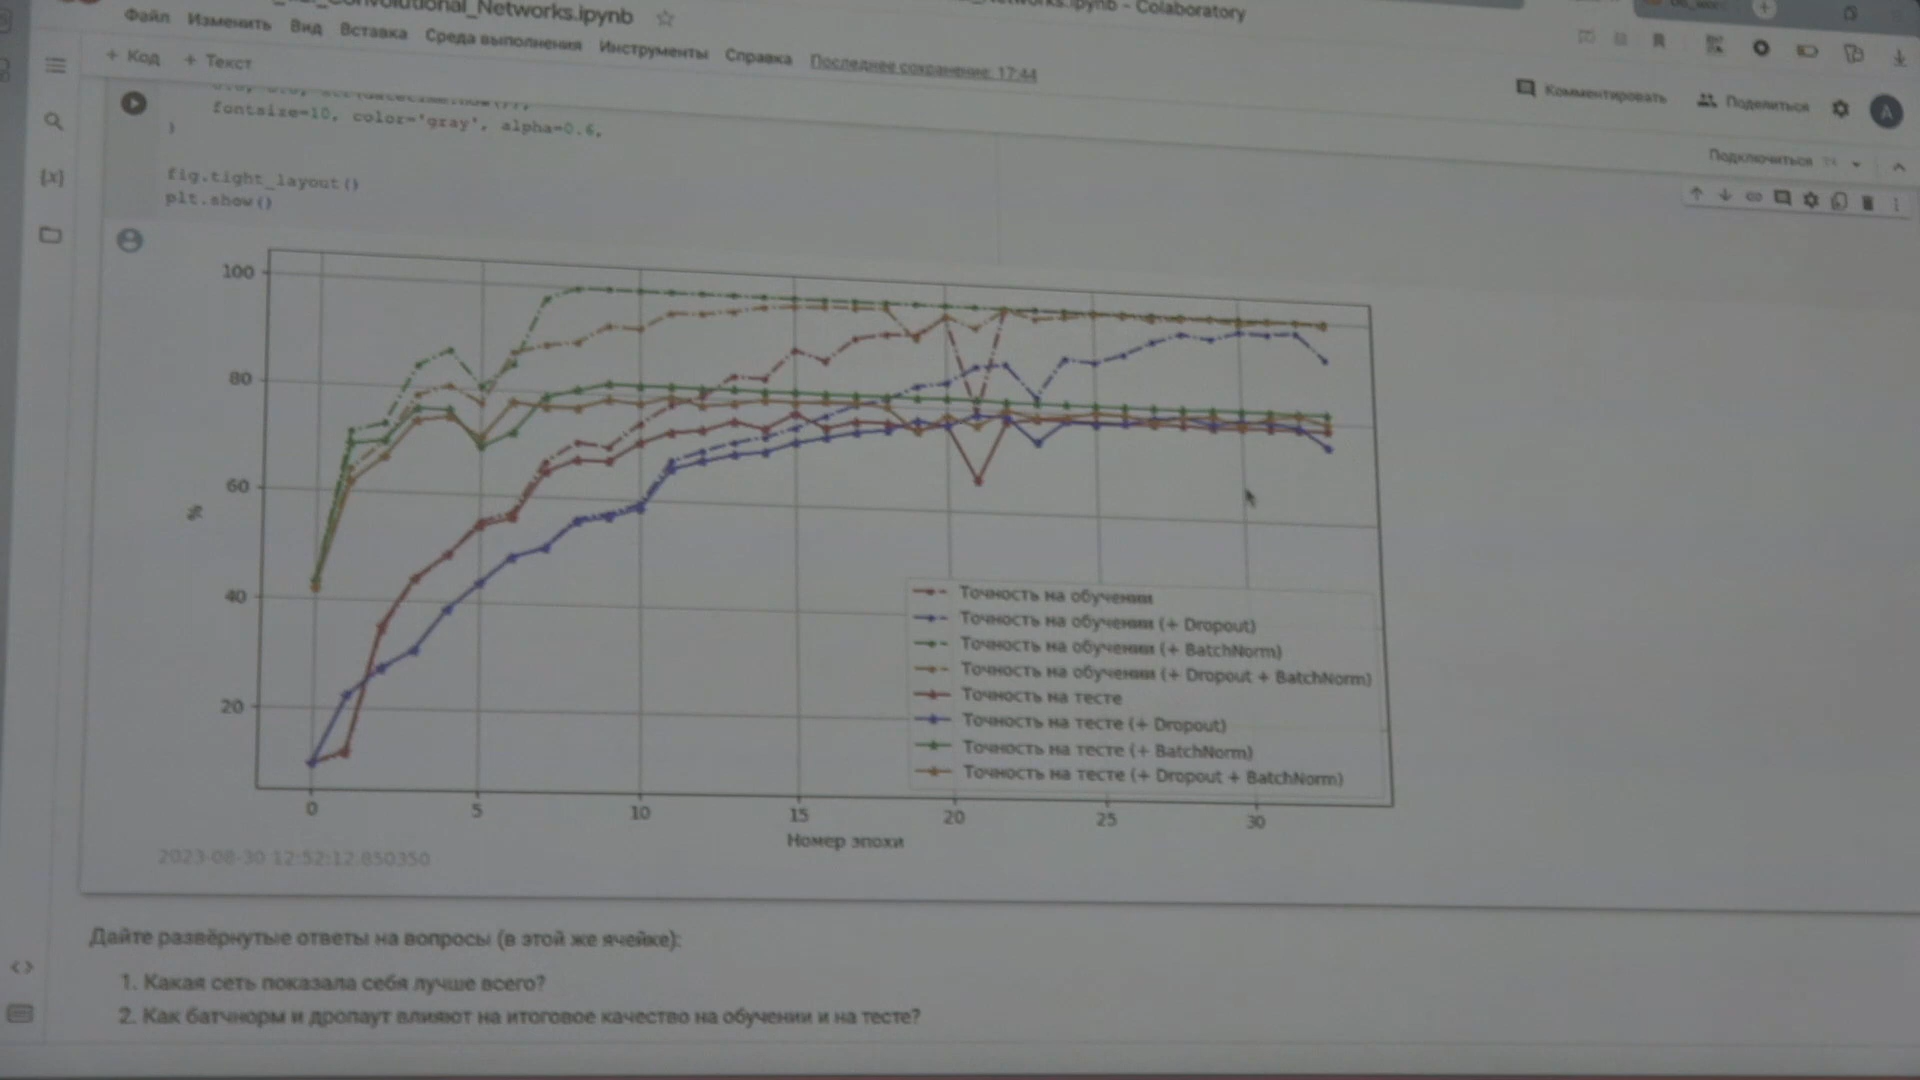 Convolutional_Networks.ipynb
.ipynb - Colaboratory
Файл Изменить Вид Вставка Среда выполнения Инструменты Справка Последнее сохранение: 17:44
+ Код + Текст
Комментировать Поделиться A
Подключиться
fontsize=10, color='gray', alpha=0.6,
)
fig.tight_layout()
plt.show()
100
80
60
40
20
%
0 5 10 15 20 25 30
Номер эпохи
Точность на обучении
Точность на обучении (+ Dropout)
Точность на обучении (+ BatchNorm)
Точность на обучении (+ Dropout + BatchNorm)
Точность на тесте
Точность на тесте (+ Dropout)
Точность на тесте (+ BatchNorm)
Точность на тесте (+ Dropout + BatchNorm)
2023-08-30 12:52:12.850350
Дайте развёрнутые ответы на вопросы (в этой же ячейке):
1. Какая сеть показала себя лучше всего?
2. Как батчнорм и дропаут влияют на итоговое качество на обучении и на тесте?